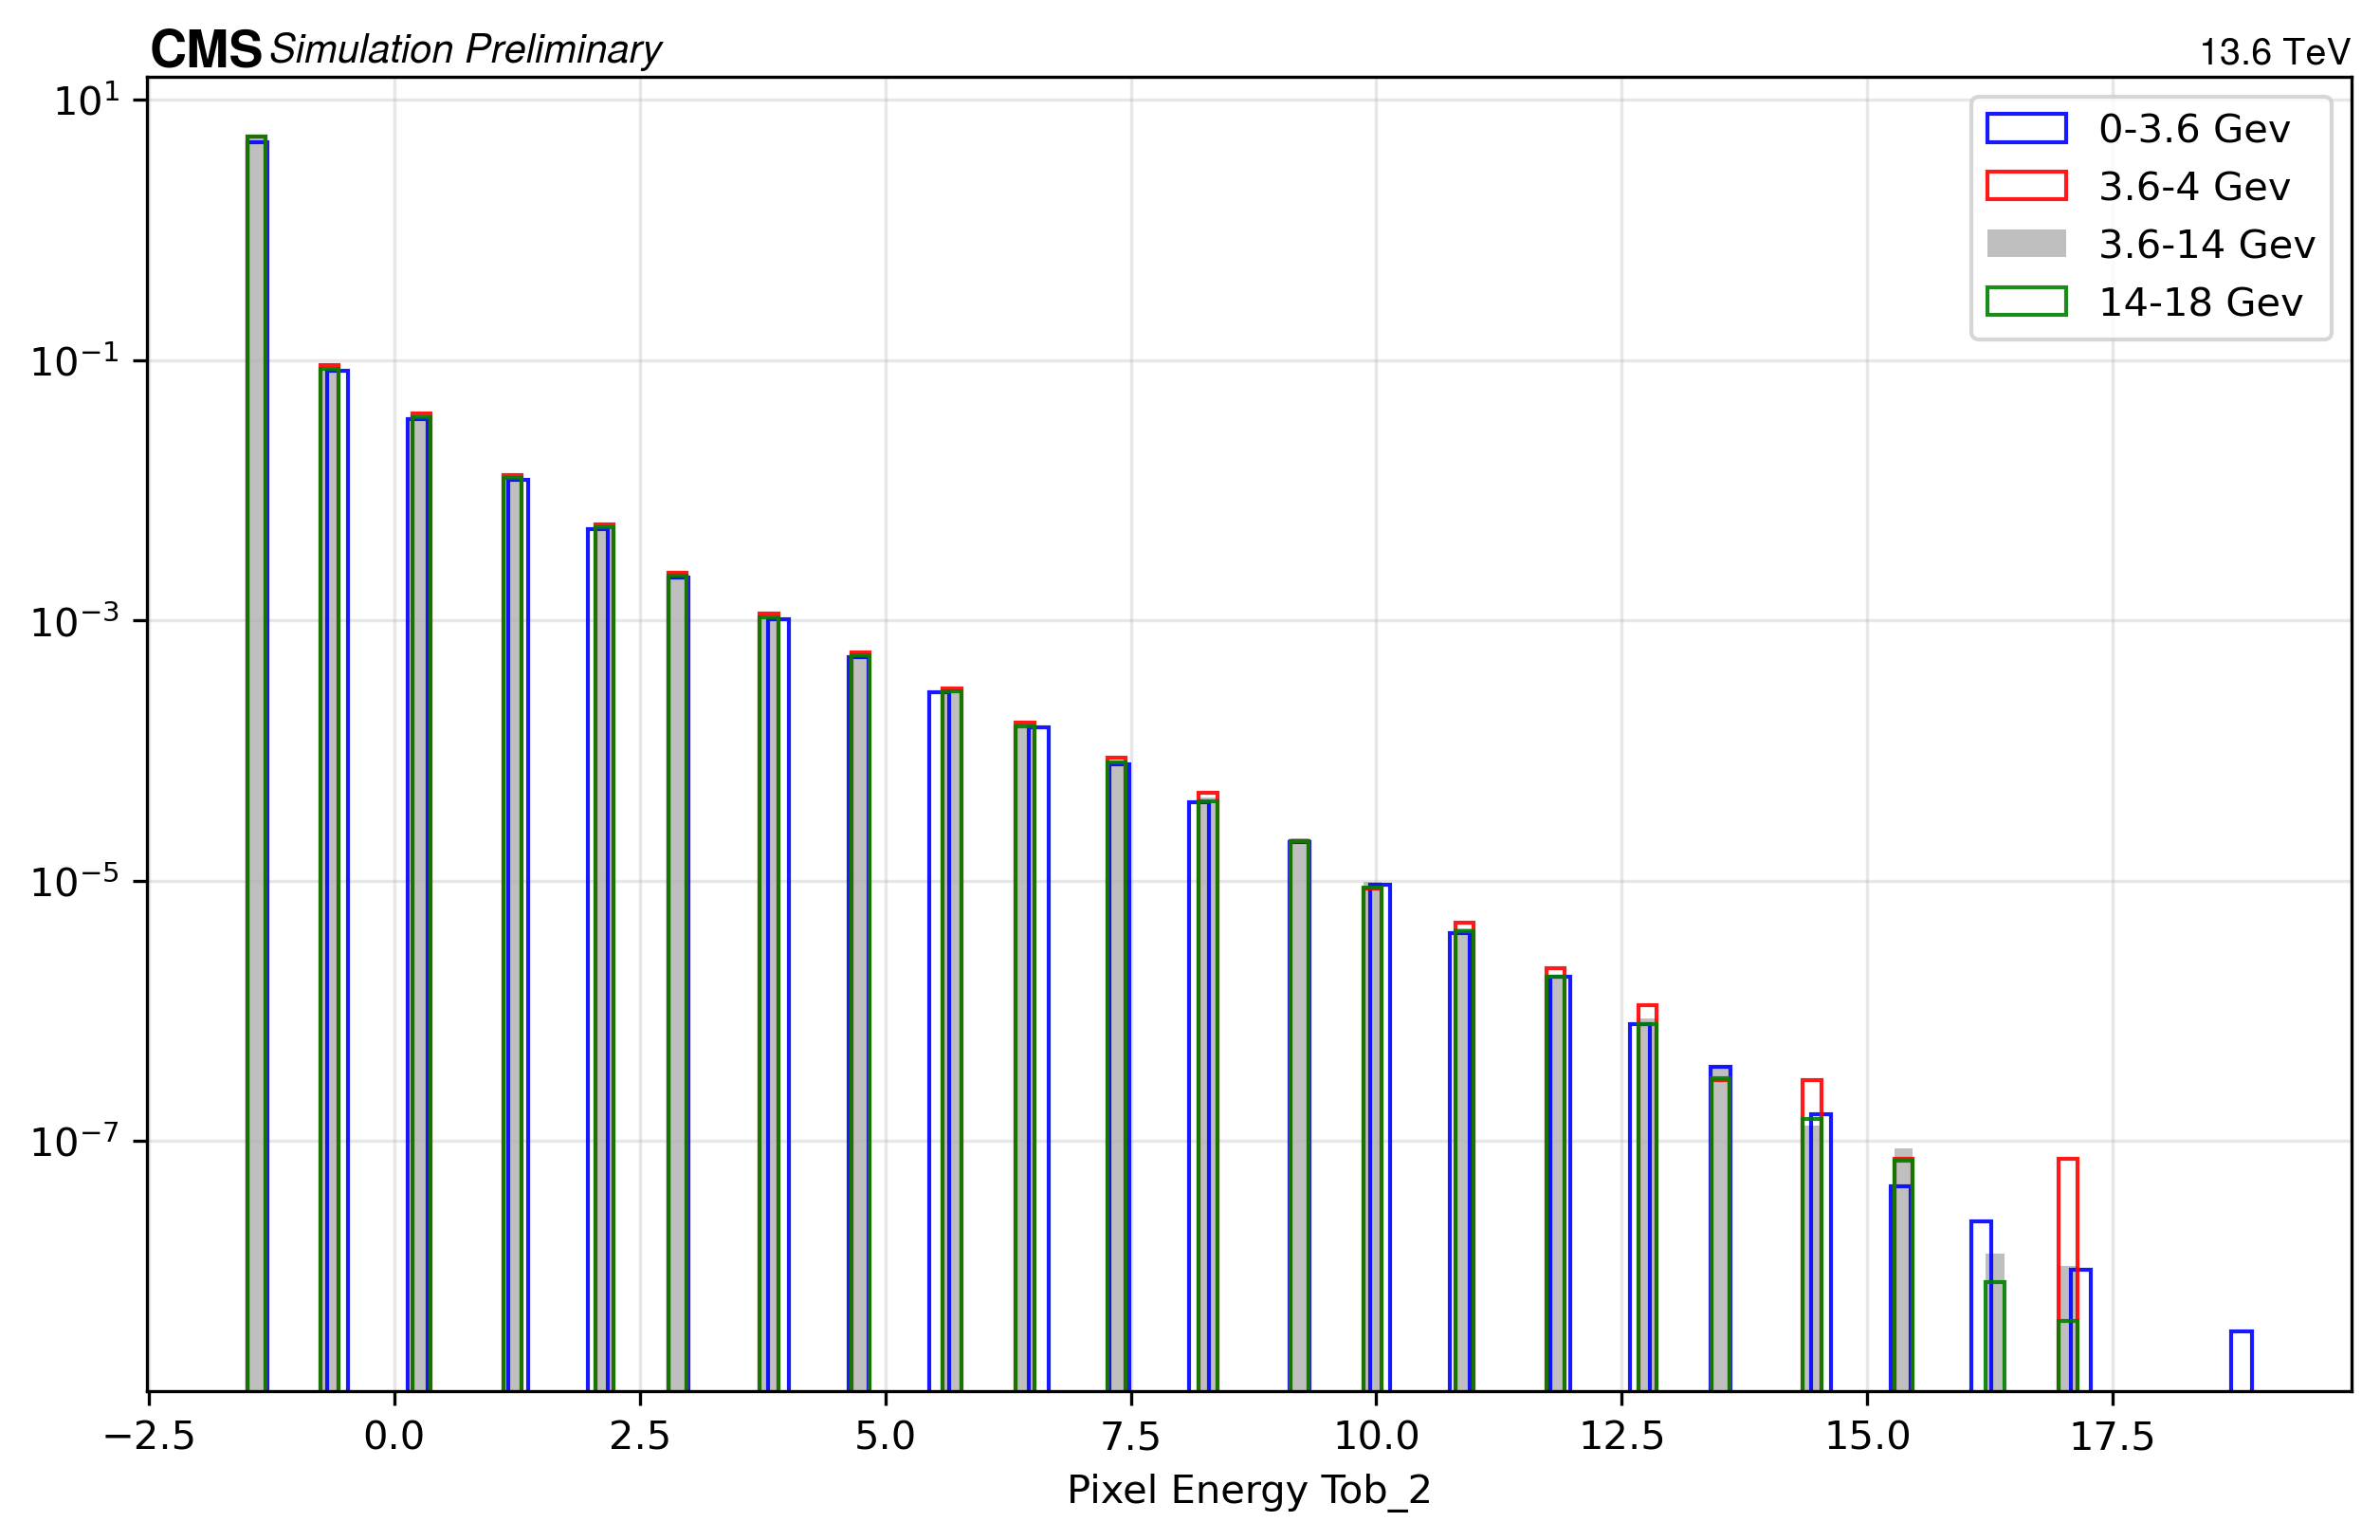 CMS Simulation Preliminary
13.6 TeV
10¹
10⁻¹
10⁻³
10⁻⁵
10⁻⁷
0-3.6 Gev
3.6-4 Gev
3.6-14 Gev
14-18 Gev
−2.5 0.0 2.5 5.0 7.5 10.0 12.5 15.0 17.5
Pixel Energy Tob_2